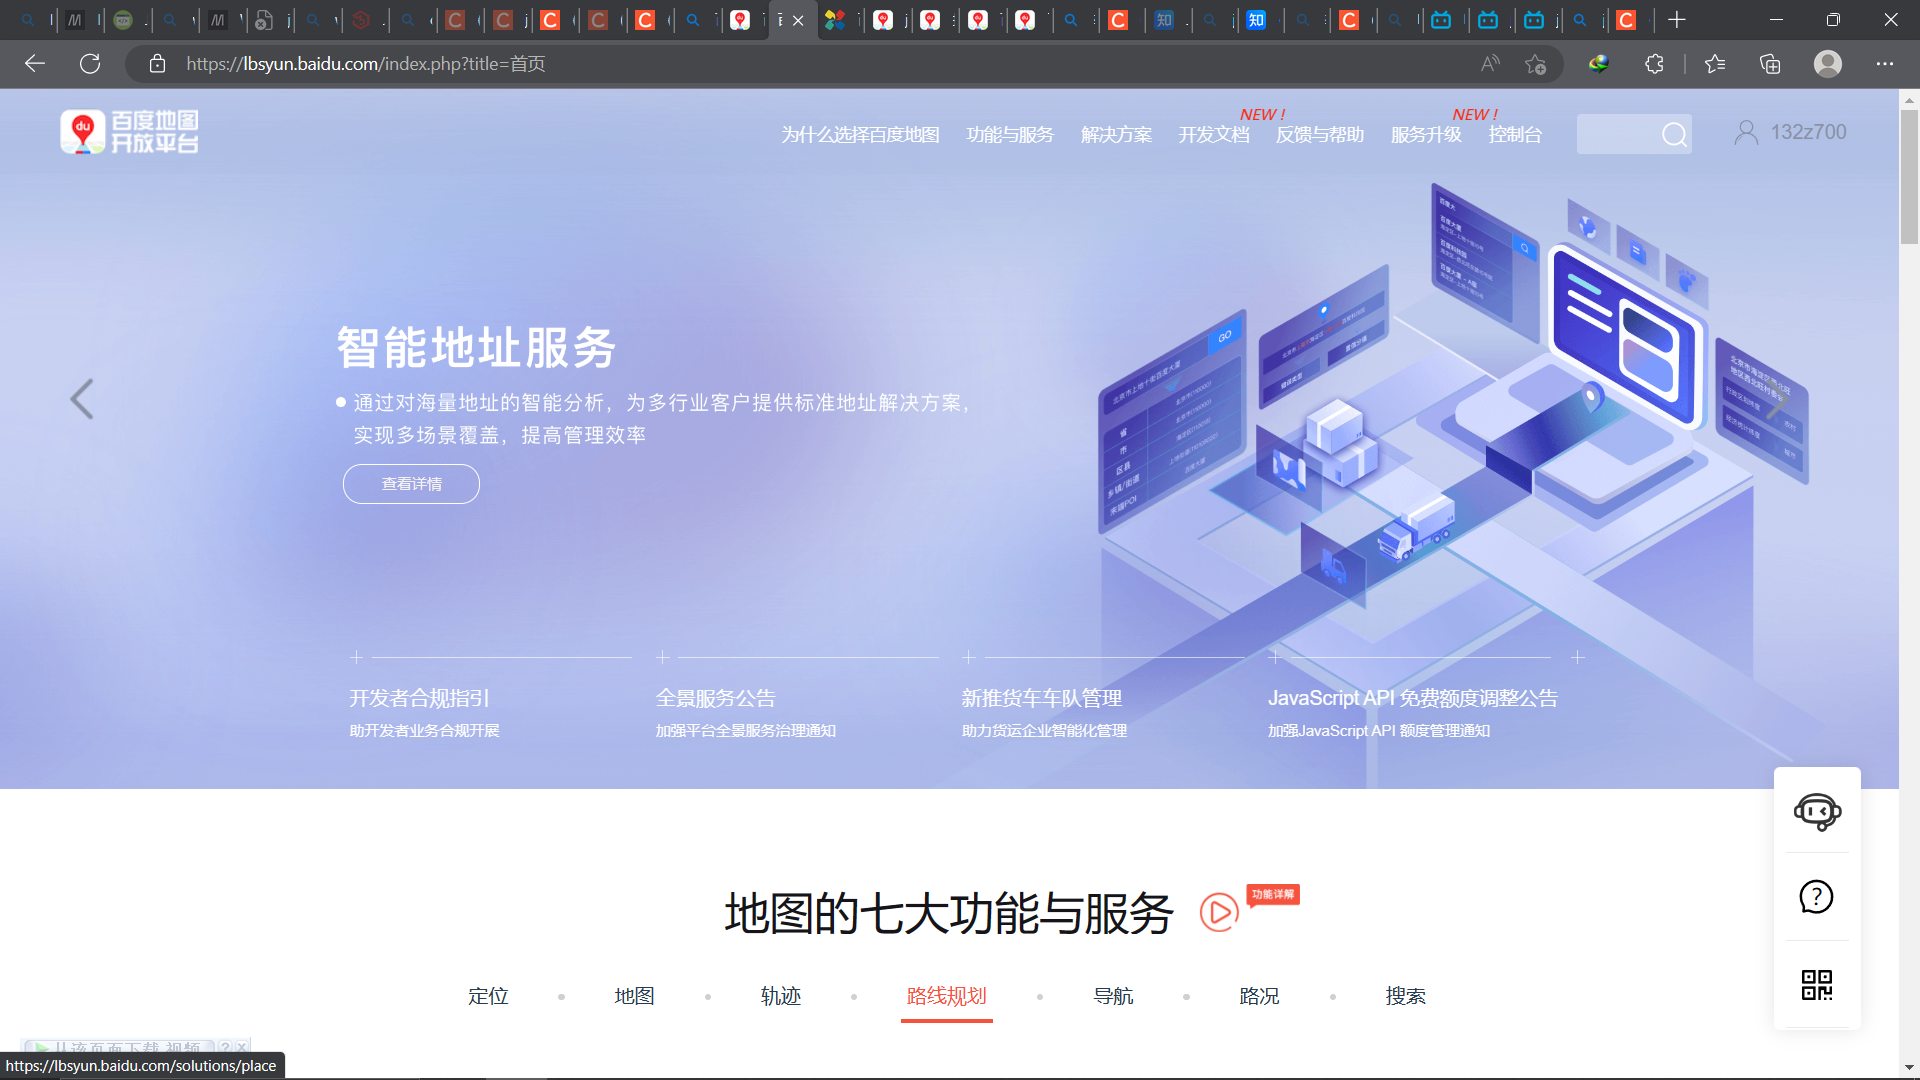 https://lbsyun.baidu.com/index.php?title=首页
百度地图
开放平台
为什么选择百度地图
功能与服务
解决方案
NEW !
开发文档
反馈与帮助
NEW !
服务升级
控制台
132z700
智能地址服务
通过对海量地址的智能分析，为多行业客户提供标准地址解决方案，
实现多场景覆盖，提高管理效率
查看详情
GO
开发者合规指引
助开发者业务合规开展
全景服务公告
加强平台全景服务治理通知
新推货车车队管理
助力货运企业智能化管理
JavaScript API 免费额度调整公告
加强JavaScript API 额度管理通知
地图的七大功能与服务
功能详解
定位
地图
轨迹
路线规划
导航
路况
搜索
从该页面下载 视频
https://lbsyun.baidu.com/solutions/place